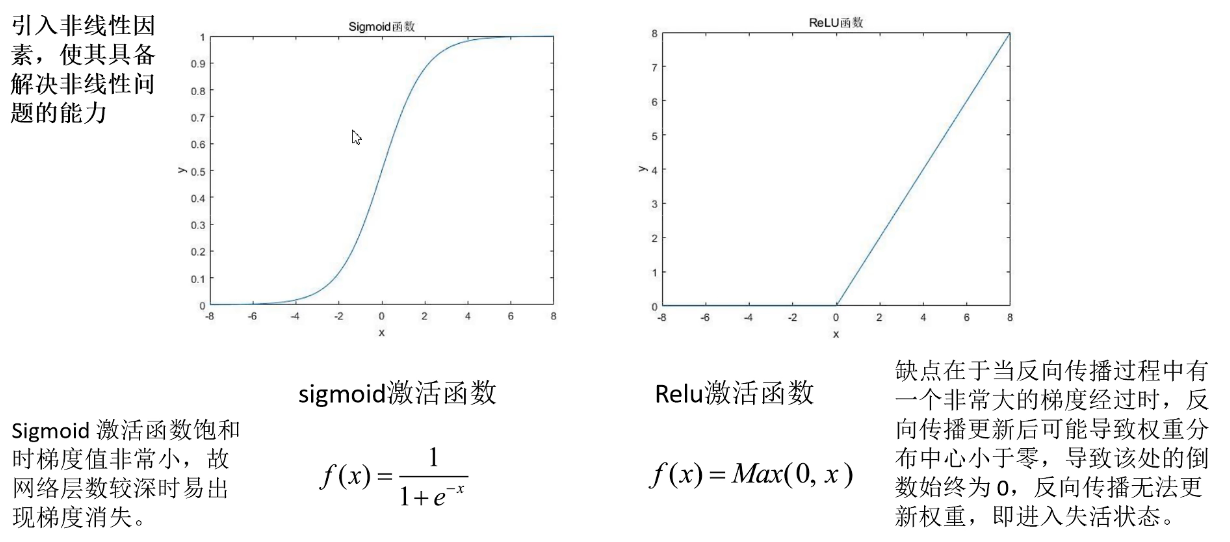 引入非线性因
素，使其具备
解决非线性问
题的能力
Sigmoid函数
1
0.9
0.8
0.7
0.6
0.5
0.4
0.3
0.2
0.1
0
y
-8 -6 -4 -2 0 2 4 6 8
x
ReLU函数
8
7
6
5
4
3
2
1
0
y
-8 -6 -4 -2 0 2 4 6 8
x
sigmoid激活函数
Sigmoid 激活函数饱和
时梯度值非常小，故
网络层数较深时易出
现梯度消失。
f(x) = 1 / (1 + e^{-x})
Relu激活函数
f(x) = Max(0, x)
缺点在于当反向传播过程中有
一个非常大的梯度经过时，反
向传播更新后可能导致权重分
布中心小于零，导致该处的倒
数始终为 0，反向传播无法更
新权重，即进入失活状态。